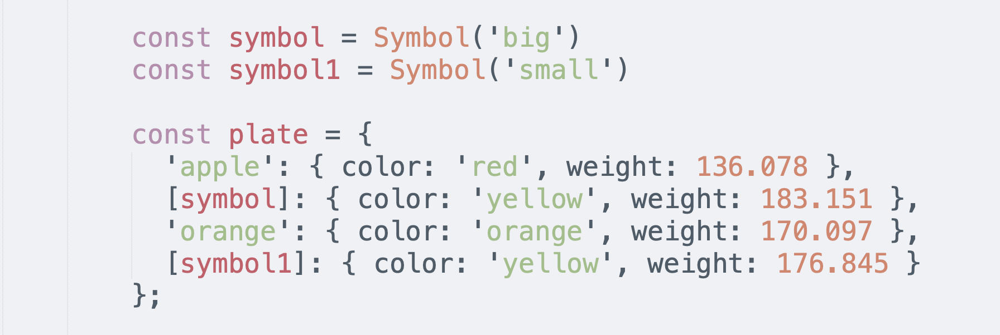 const symbol = Symbol('big')
const symbol1 = Symbol('small')
const plate = {
'apple': { color: 'red', weight: 136.078 },
[symbol]: { color: 'yellow', weight: 183.151 },
'orange': { color: 'orange', weight: 170.097 },
[symbol1]: { color: 'yellow', weight: 176.845 }
};